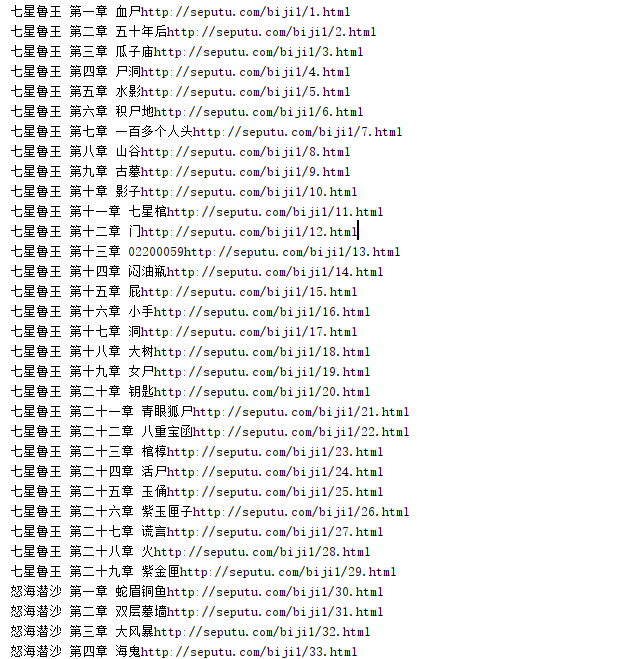 七星鲁王 第一章 血尸http://seputu.com/biji1/1.html
七星鲁王 第二章 五十年后http://seputu.com/biji1/2.html
七星鲁王 第三章 瓜子庙http://seputu.com/biji1/3.html
七星鲁王 第四章 尸洞http://seputu.com/biji1/4.html
七星鲁王 第五章 水影http://seputu.com/biji1/5.html
七星鲁王 第六章 积尸地http://seputu.com/biji1/6.html
七星鲁王 第七章 一百多个人头http://seputu.com/biji1/7.html
七星鲁王 第八章 山谷http://seputu.com/biji1/8.html
七星鲁王 第九章 古墓http://seputu.com/biji1/9.html
七星鲁王 第十章 影子http://seputu.com/biji1/10.html
七星鲁王 第十一章 七星棺http://seputu.com/biji1/11.html
七星鲁王 第十二章 门http://seputu.com/biji1/12.html
七星鲁王 第十三章 02200059http://seputu.com/biji1/13.html
七星鲁王 第十四章 闷油瓶http://seputu.com/biji1/14.html
七星鲁王 第十五章 屁http://seputu.com/biji1/15.html
七星鲁王 第十六章 小手http://seputu.com/biji1/16.html
七星鲁王 第十七章 洞http://seputu.com/biji1/17.html
七星鲁王 第十八章 大树http://seputu.com/biji1/18.html
七星鲁王 第十九章 女尸http://seputu.com/biji1/19.html
七星鲁王 第二十章 钥匙http://seputu.com/biji1/20.html
七星鲁王 第二十一章 青眼狐尸http://seputu.com/biji1/21.html
七星鲁王 第二十二章 八重宝函http://seputu.com/biji1/22.html
七星鲁王 第二十三章 棺椁http://seputu.com/biji1/23.html
七星鲁王 第二十四章 活尸http://seputu.com/biji1/24.html
七星鲁王 第二十五章 玉俑http://seputu.com/biji1/25.html
七星鲁王 第二十六章 紫玉匣子http://seputu.com/biji1/26.html
七星鲁王 第二十七章 谎言http://seputu.com/biji1/27.html
七星鲁王 第二十八章 火http://seputu.com/biji1/28.html
七星鲁王 第二十九章 紫金匣http://seputu.com/biji1/29.html
怒海潜沙 第一章 蛇眉铜鱼http://seputu.com/biji1/30.html
怒海潜沙 第二章 双层墓墙http://seputu.com/biji1/31.html
怒海潜沙 第三章 大风暴http://seputu.com/biji1/32.html
怒海潜沙 第四章 海鬼http://seputu.com/biji1/33.html